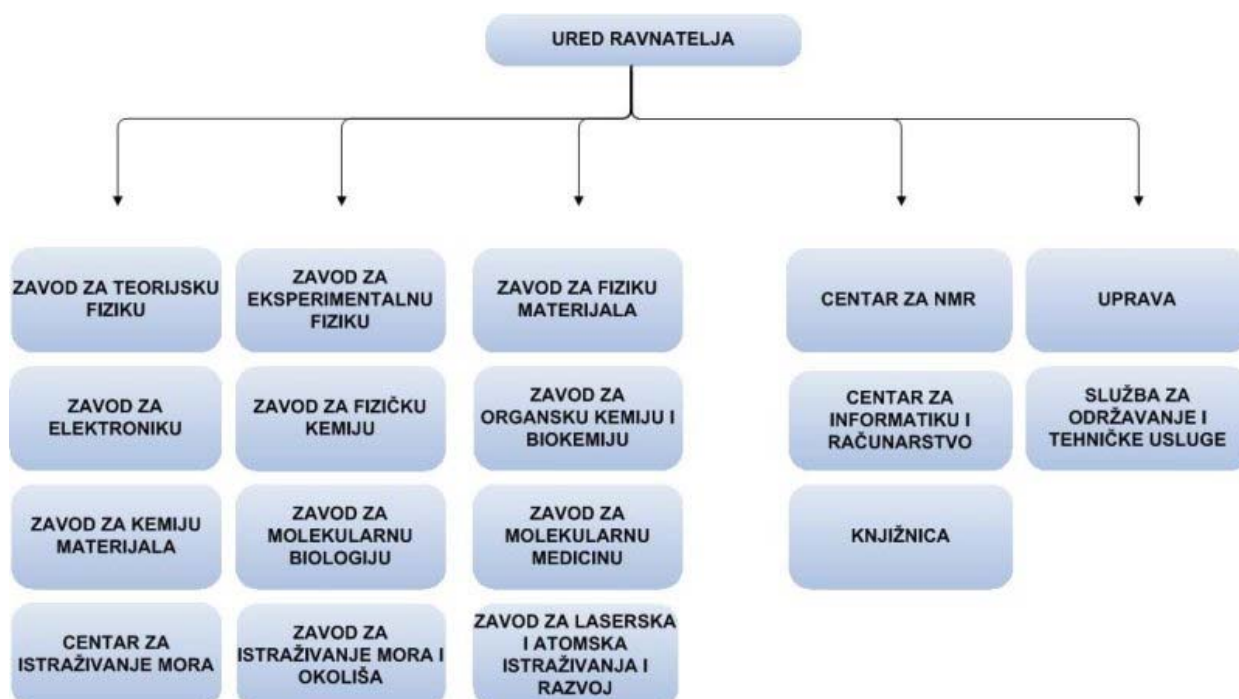 URED RAVNATELJA
ZAVOD ZA TEORIJSKU
FIZIKU
ZAVOD ZA
EKSPERIMENTALNU
FIZIKU
ZAVOD ZA FIZIKU
MATERIJALA
CENTAR ZA NMR
UPRAVA
ZAVOD ZA
ELEKTRONIKU
ZAVOD ZA FIZIČKU
KEMIJU
ZAVOD ZA
ORGANSKU KEMIJU I
BIOKEMIJU
CENTAR ZA
INFORMATIKU I
RAČUNARSTVO
SLUŽBA ZA
ODRŽAVANJE I
TEHNIČKE USLUGE
ZAVOD ZA KEMIJU
MATERIJALA
ZAVOD ZA
MOLEKULARNU
BIOLOGIJU
ZAVOD ZA
MOLEKULARNU
MEDICINU
KNJIŽNICA
CENTAR ZA
ISTRAŽIVANJE MORA
ZAVOD ZA
ISTRAŽIVANJE MORA I
OKOLIŠA
ZAVOD ZA LASERSKA
I ATOMSKA
ISTRAŽIVANJA I
RAZVOJ